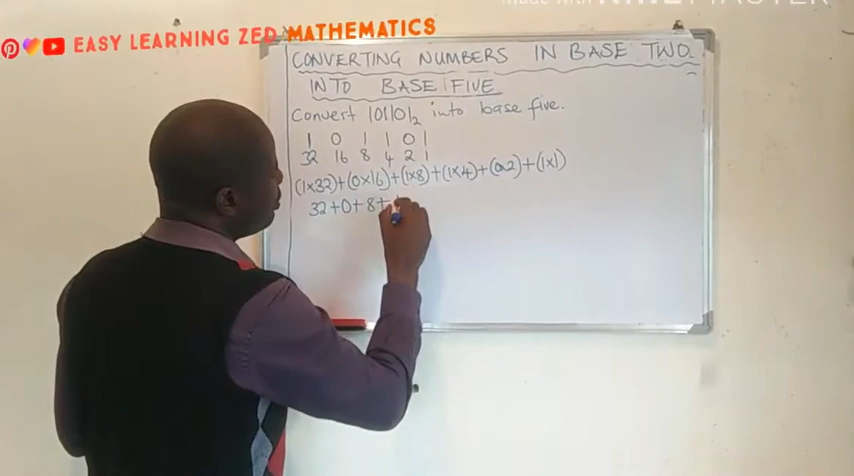 EASY LEARNING ZED MATHEMATICS
CONVERTING NUMBERS IN BASE TWO
INTO BASE FIVE
Convert 101101₂ into base five.
1 0 1 1 0 1
32 16 8 4 2 1
(1×32)+(0×16)+(1×8)+(1×4)+(0×2)+(1×1)
32+0+8+